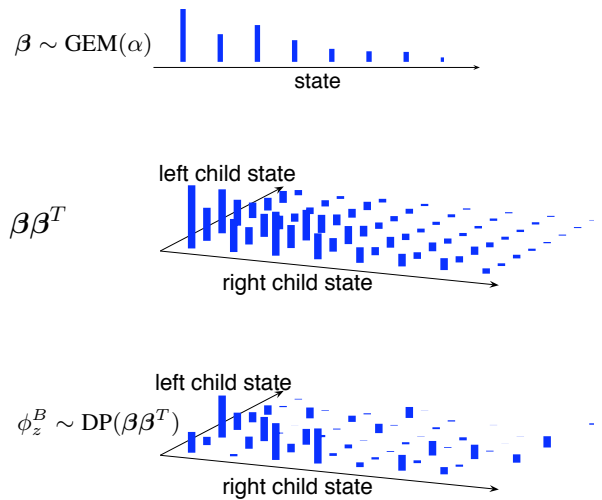 β ∼ GEM(α)
state
left child state
ββ^T
right child state
left child state
ϕ_z^B ∼ DP(ββ^T)
right child state